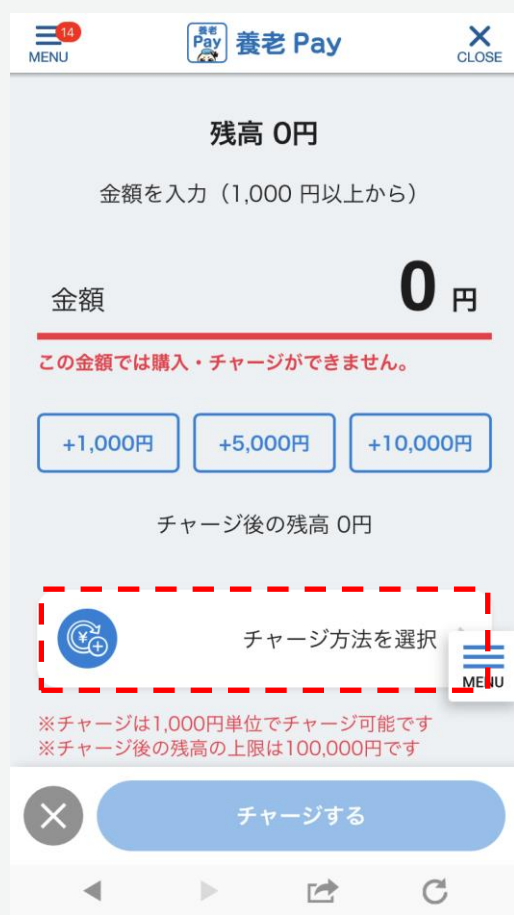 14
MENU
養老
Pay
養老 Pay
CLOSE
残高 0円
金額を入力（1,000 円以上から）
金額
0 円
この金額では購入・チャージができません。
+1,000円
+5,000円
+10,000円
チャージ後の残高 0円
チャージ方法を選択
MENU
※チャージは1,000円単位でチャージ可能です
※チャージ後の残高の上限は100,000円です
チャージする